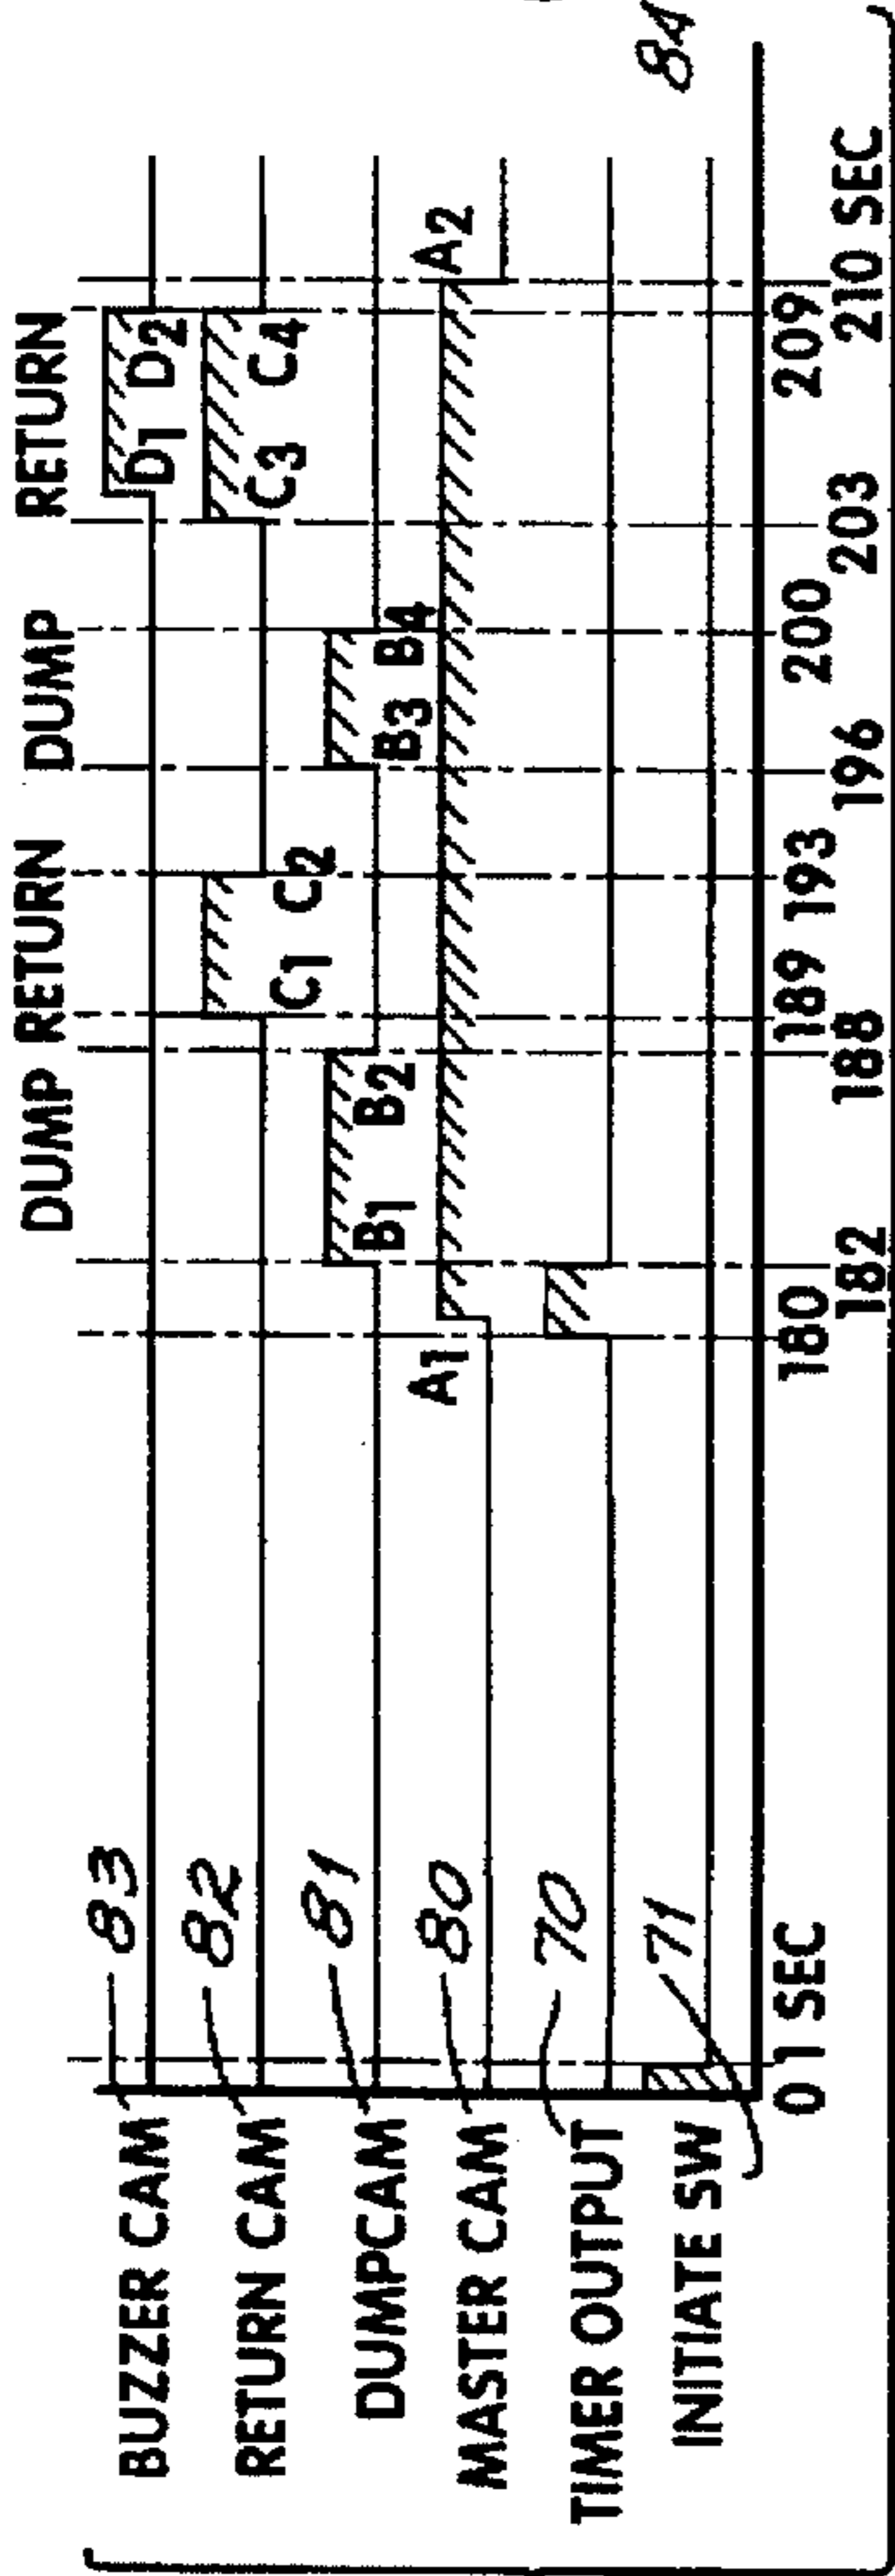 DUMP RETURN DUMP RETURN
BUZZER CAM 83
D1 D2
RETURN CAM 82
C1 C2 C3 C4
DUMPCAM 81
B1 B2 B3 B4
MASTER CAM 80
A1 A2
TIMER OUTPUT 70
INITIATE SW 71
0 1 SEC 180 182 188 189 193 196 200 203 209 210 SEC
84